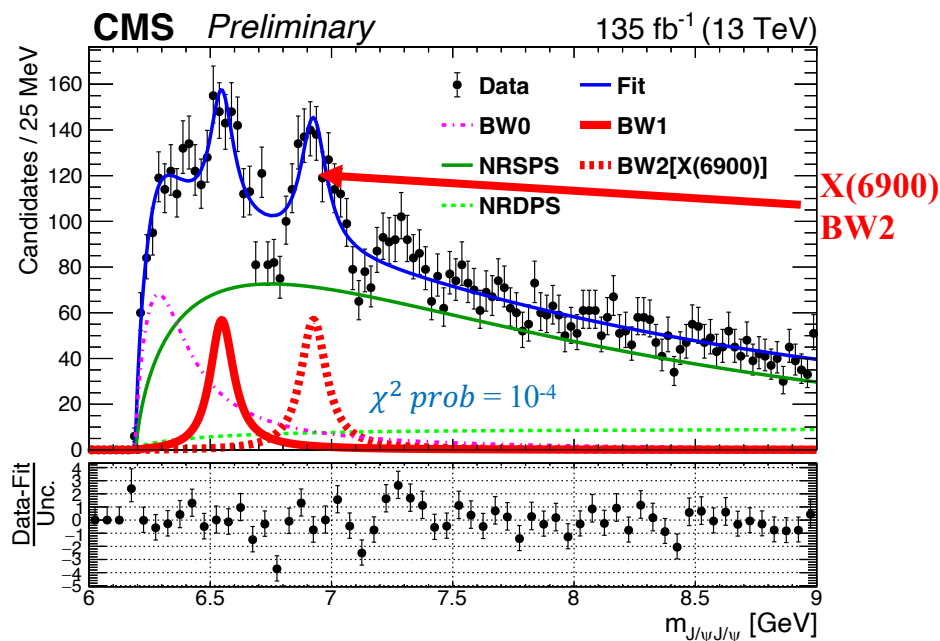 CMS Preliminary 135 fb⁻¹ (13 TeV)
Candidates / 25 MeV
160
140
120
100
80
60
40
20
0
Data
Fit
BW0
BW1
NRSPS
BW2[X(6900)]
NRDPS
X(6900)
BW2
χ² prob = 10⁻⁴
Data-Fit
Unc.
4
3
2
1
0
−1
−2
−3
−4
−5
6 6.5 7 7.5 8 8.5 9
m J/ψJ/ψ [GeV]